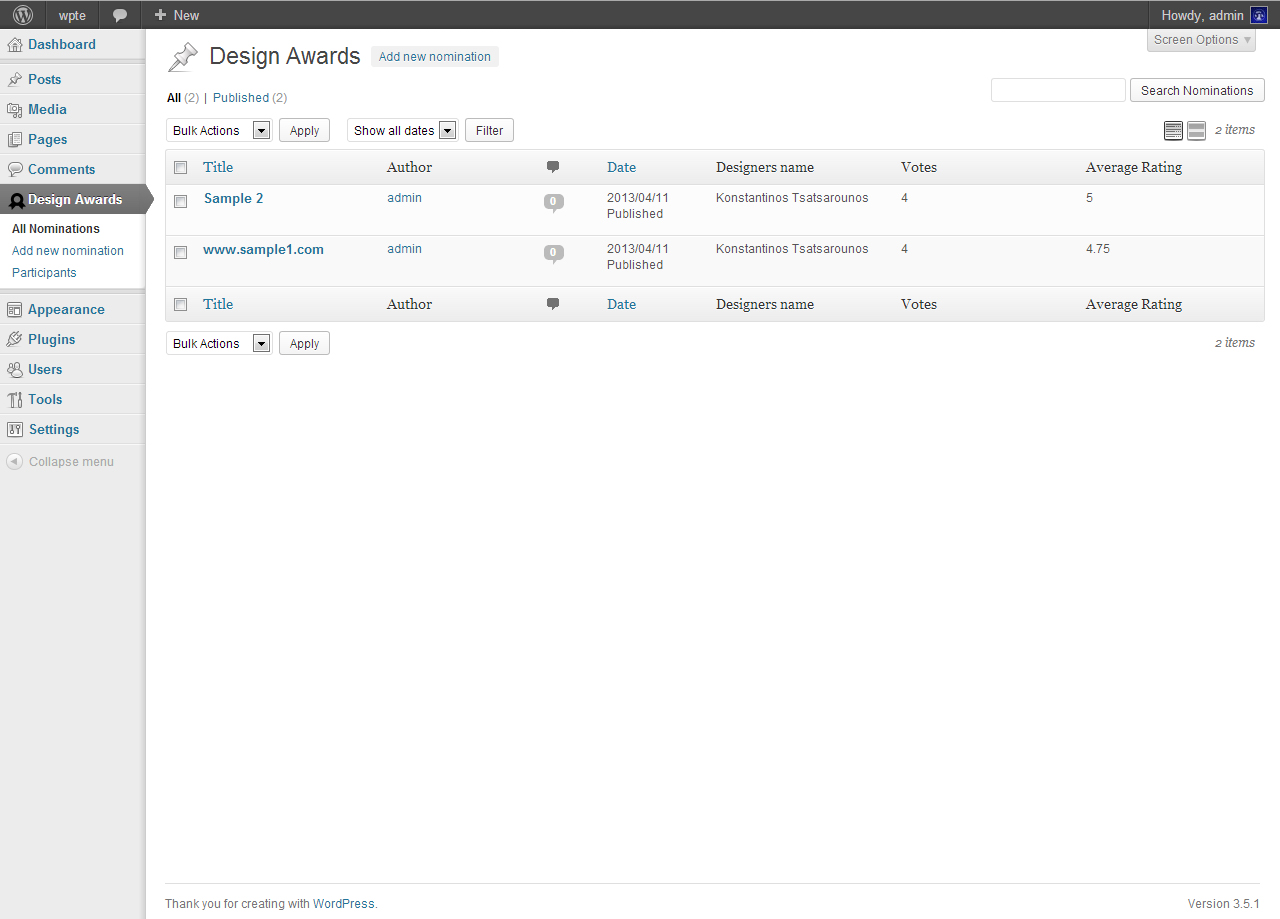 wpte New Howdy, admin
Screen Options
Dashboard
Posts
Media
Pages
Comments
Design Awards
All Nominations
Add new nomination
Participants
Appearance
Plugins
Users
Tools
Settings
Collapse menu
Design Awards Add new nomination
All (2) | Published (2)
Search Nominations
Bulk Actions Apply Show all dates Filter 2 items
Title Author Date Designers name Votes Average Rating
Sample 2 admin 0 2013/04/11 Konstantinos Tsatsarounos 4 5
Published
www.sample1.com admin 0 2013/04/11 Konstantinos Tsatsarounos 4 4.75
Published
Title Author Date Designers name Votes Average Rating
Bulk Actions Apply 2 items
Thank you for creating with WordPress. Version 3.5.1